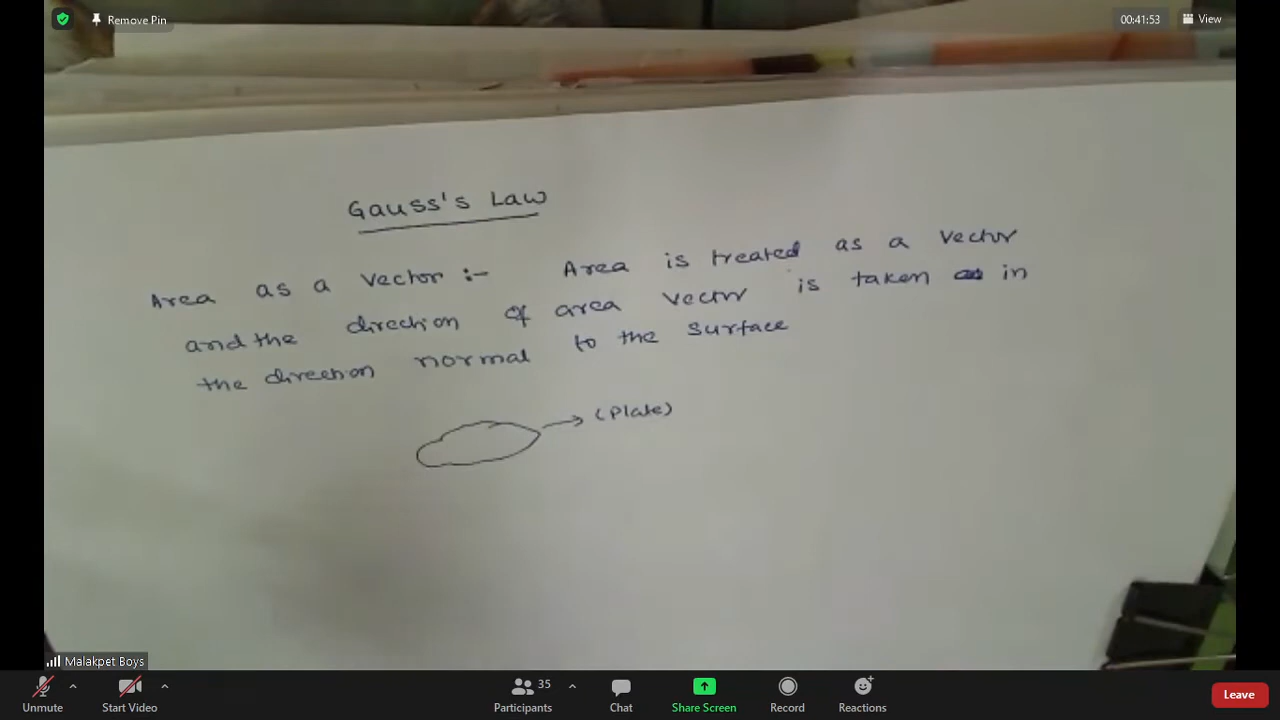 Remove Pin
00:41:53
View
Gauss's Law
Area as a vector :- Area is treated as a vector
and the direction of area vector is taken in
the direction normal to the surface
(Plate)
Malakpet Boys
Unmute
Start Video
Participants
35
Chat
Share Screen
Record
Reactions
Leave